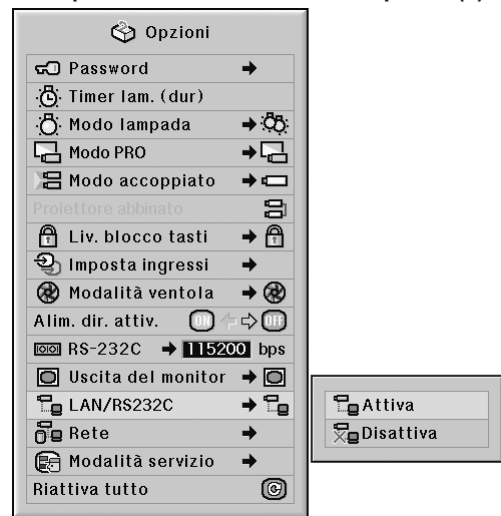 Opzioni
Password
Timer lam. (dur)
Modo lampada
Modo PRO
Modo accoppiato
Proiettore abbinato
Liv. blocco tasti
Imposta ingressi
Modalità ventola
Alim. dir. attiv. ON OFF
RS-232C 115200 bps
Uscita del monitor
LAN/RS232C
Attiva
Rete
Disattiva
Modalità servizio
Riattiva tutto